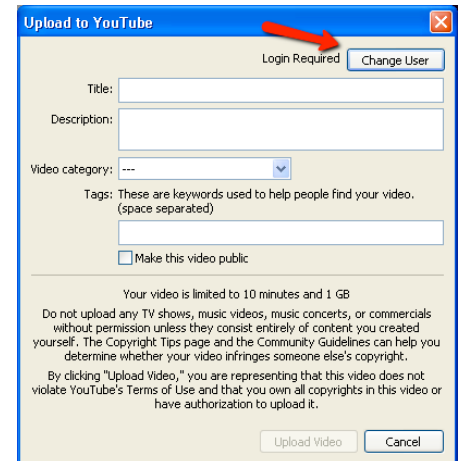 Upload to YouTube
Login Required Change User
Title:
Description:
Video category: ---
Tags: These are keywords used to help people find your video.
(space separated)
Make this video public
Your video is limited to 10 minutes and 1 GB
Do not upload any TV shows, music videos, music concerts, or commercials
without permission unless they consist entirely of content you created
yourself. The Copyright Tips page and the Community Guidelines can help you
determine whether your video infringes someone else's copyright.
By clicking "Upload Video," you are representing that this video does not
violate YouTube's Terms of Use and that you own all copyrights in this video or
have authorization to upload it.
Upload Video Cancel